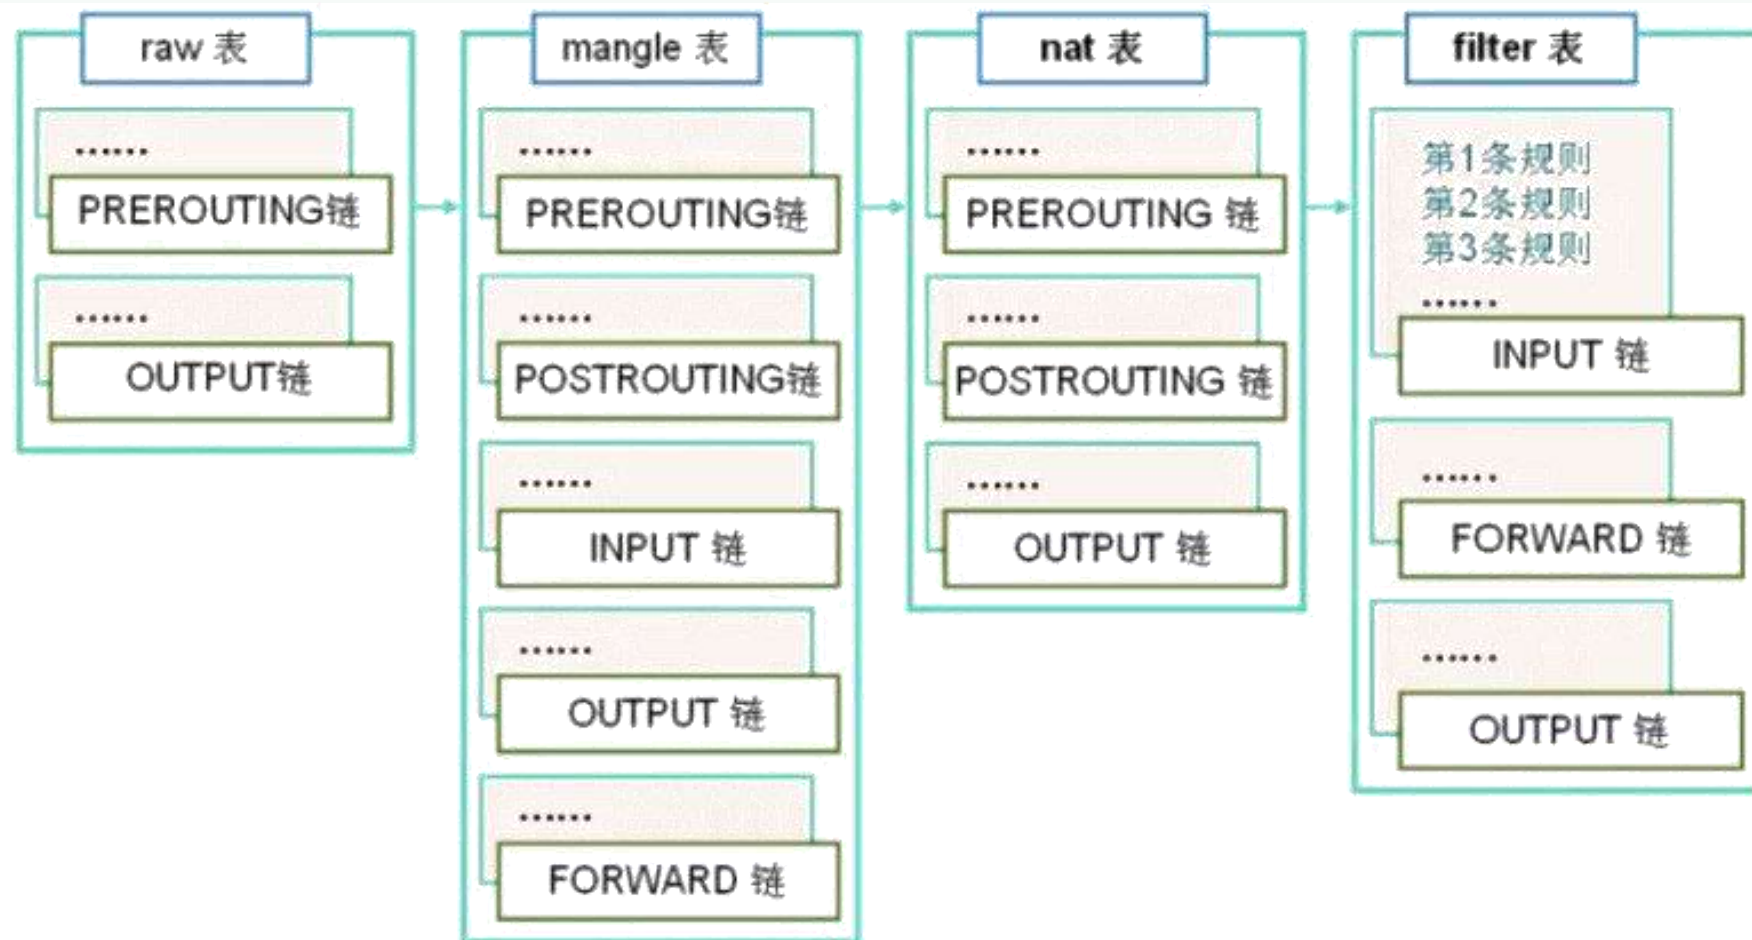 raw 表
……
PREROUTING链
……
OUTPUT链
mangle 表
……
PREROUTING链
……
POSTROUTING链
……
INPUT 链
……
OUTPUT 链
……
FORWARD 链
nat 表
……
PREROUTING 链
……
POSTROUTING 链
……
OUTPUT 链
filter 表
第1条规则
第2条规则
第3条规则
……
INPUT 链
……
FORWARD 链
……
OUTPUT 链